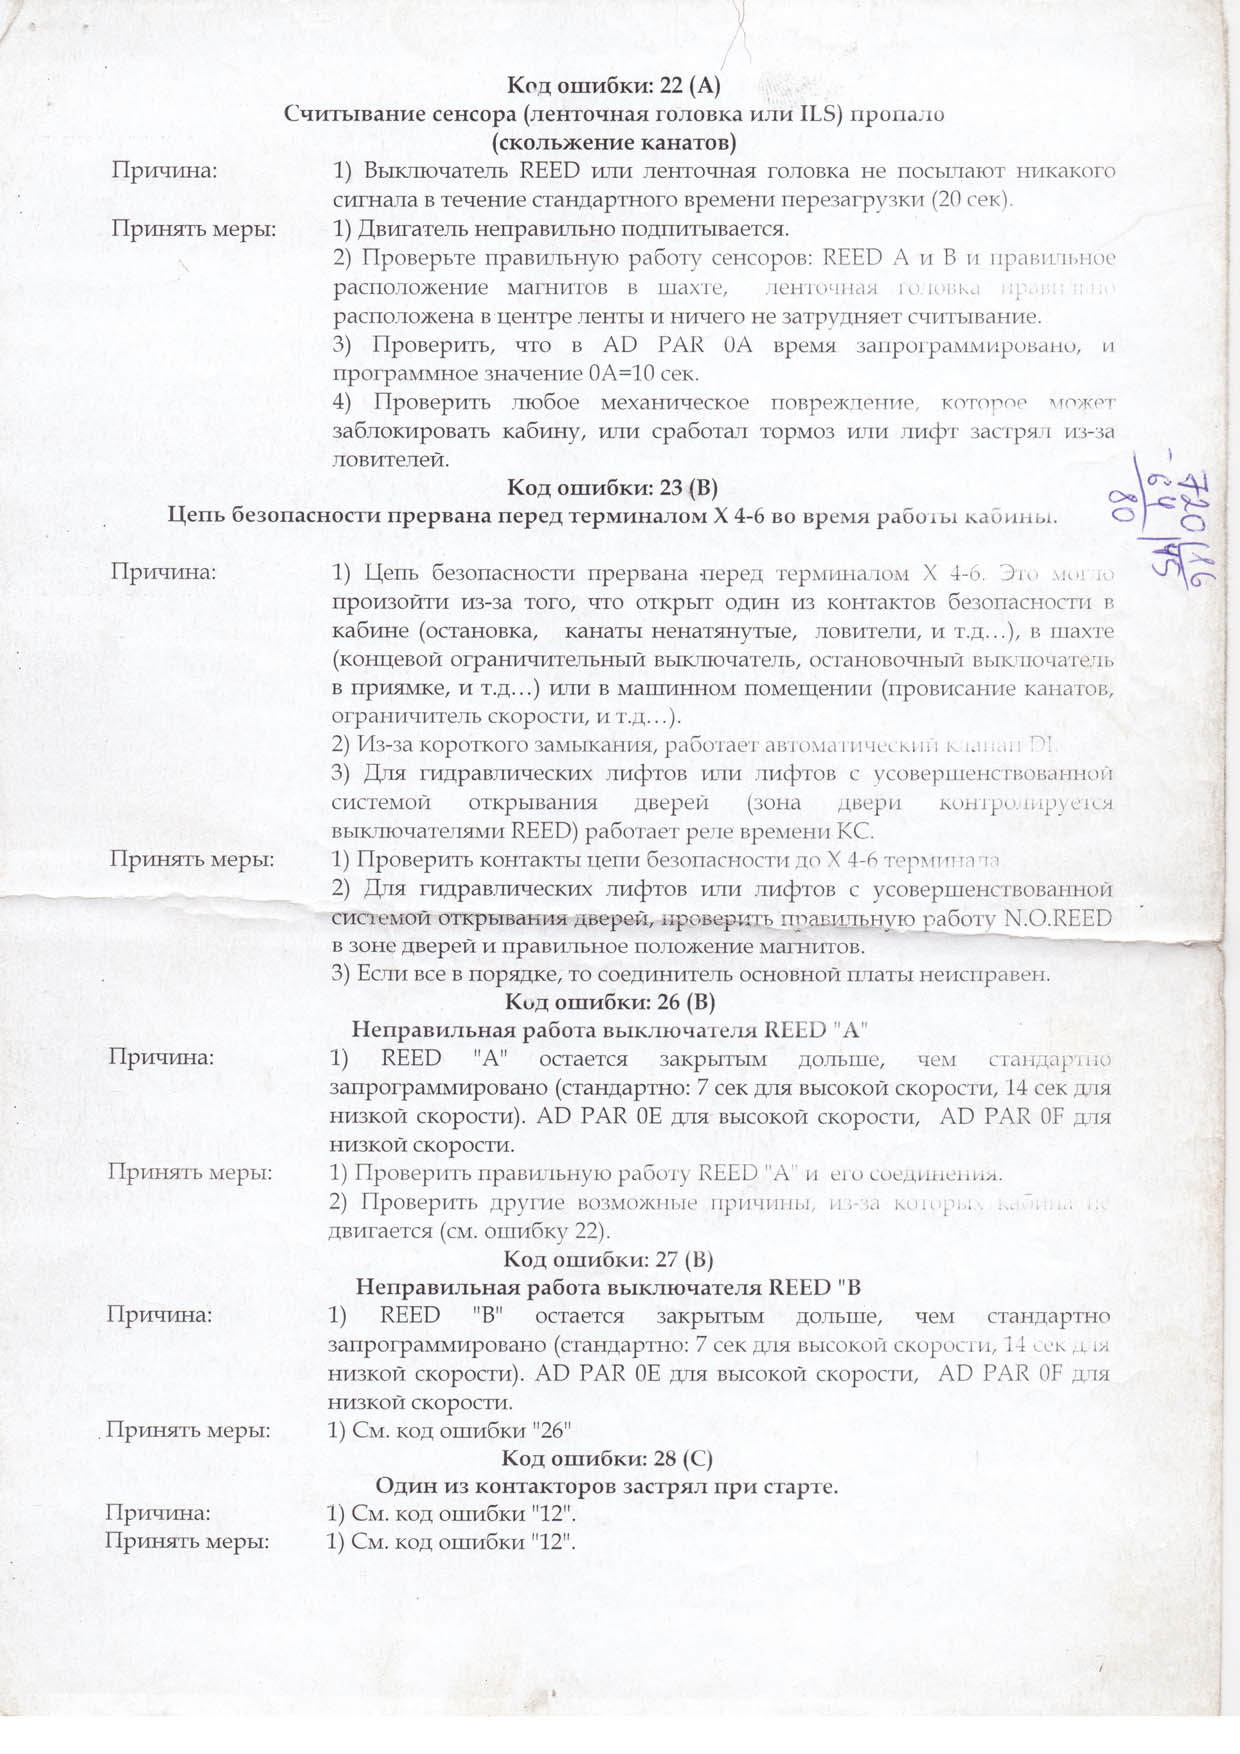 Код ошибки: 22 (A)
Считывание сенсора (ленточная головка или ILS) пропало
(скольжение канатов)
Причина: 1) Выключатель REED или ленточная головка не посылают никакого
сигнала в течение стандартного времени перезагрузки (20 сек).
Принять меры: 1) Двигатель неправильно подпитывается.
2) Проверьте правильную работу сенсоров: REED A и B и правильное
расположение магнитов в шахте, ленточная головка правильно
расположена в центре ленты и ничего не затрудняет считывание.
3) Проверить, что в AD PAR 0A время запрограммировано, и
программное значение 0A=10 сек.
4) Проверить любое механическое повреждение, которое может
заблокировать кабину, или сработал тормоз или лифт застрял из-за
ловителей.
Код ошибки: 23 (B)
Цепь безопасности прервана перед терминалом X 4-6 во время работы кабины.
Причина: 1) Цепь безопасности прервана перед терминалом X 4-6. Это могло
произойти из-за того, что открыт один из контактов безопасности в
кабине (остановка, канаты ненатянутые, ловители, и т.д…), в шахте
(концевой ограничительный выключатель, остановочный выключатель
в приямке, и т.д…) или в машинном помещении (провисание канатов,
ограничитель скорости, и т.д…).
2) Из-за короткого замыкания, работает автоматический клапан
3) Для гидравлических лифтов или лифтов с усовершенствованной
системой открывания дверей (зона двери контролируется
выключателями REED) работает реле времени КС.
Принять меры: 1) Проверить контакты цепи безопасности до X 4-6 терминала
2) Для гидравлических лифтов или лифтов с усовершенствованной
системой открывания дверей, проверить правильную работу N.O.REED
в зоне дверей и правильное положение магнитов.
3) Если все в порядке, то соединитель основной платы неисправен.
Код ошибки: 26 (B)
Неправильная работа выключателя REED "A"
Причина: 1) REED "A" остается закрытым дольше, чем стандартно
запрограммировано (стандартно: 7 сек для высокой скорости, 14 сек для
низкой скорости). AD PAR 0E для высокой скорости, AD PAR 0F для
низкой скорости.
Принять меры: 1) Проверить правильную работу REED "A" и его соединения.
2) Проверить другие возможные причины, из-за которых кабина не
двигается (см. ошибку 22).
Код ошибки: 27 (B)
Неправильная работа выключателя REED "B
Причина: 1) REED "B" остается закрытым дольше, чем стандартно
запрограммировано (стандартно: 7 сек для высокой скорости, 14 сек для
низкой скорости). AD PAR 0E для высокой скорости, AD PAR 0F для
низкой скорости.
Принять меры: 1) См. код ошибки "26"
Код ошибки: 28 (C)
Один из контакторов застрял при старте.
Причина: 1) См. код ошибки "12".
Принять меры: 1) См. код ошибки "12".
720 16
- 64 45
80